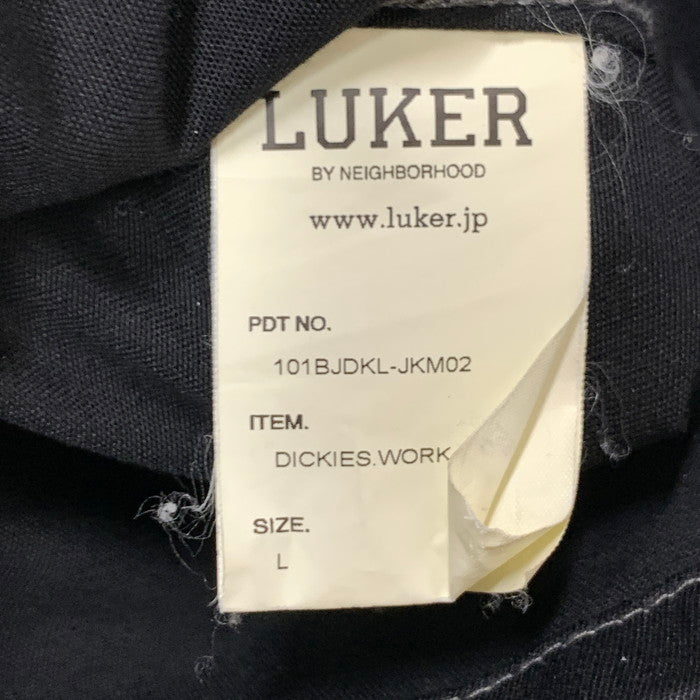 LUKER
BY NEIGHBORHOOD
www.luker.jp
PDT NO.
101BJDKL-JKM02
ITEM.
DICKIES.WORK
SIZE.
L